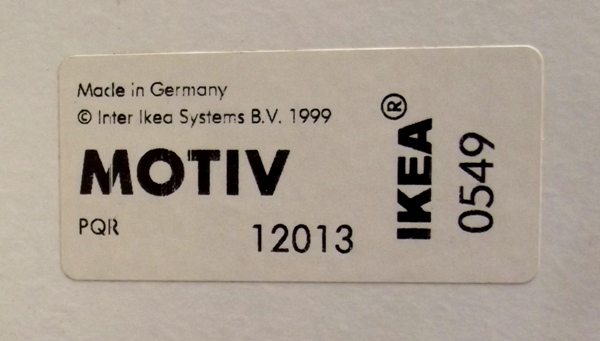 Made in Germany
© Inter Ikea Systems B.V. 1999
MOTIV
PQR
12013
IKEA®
0549